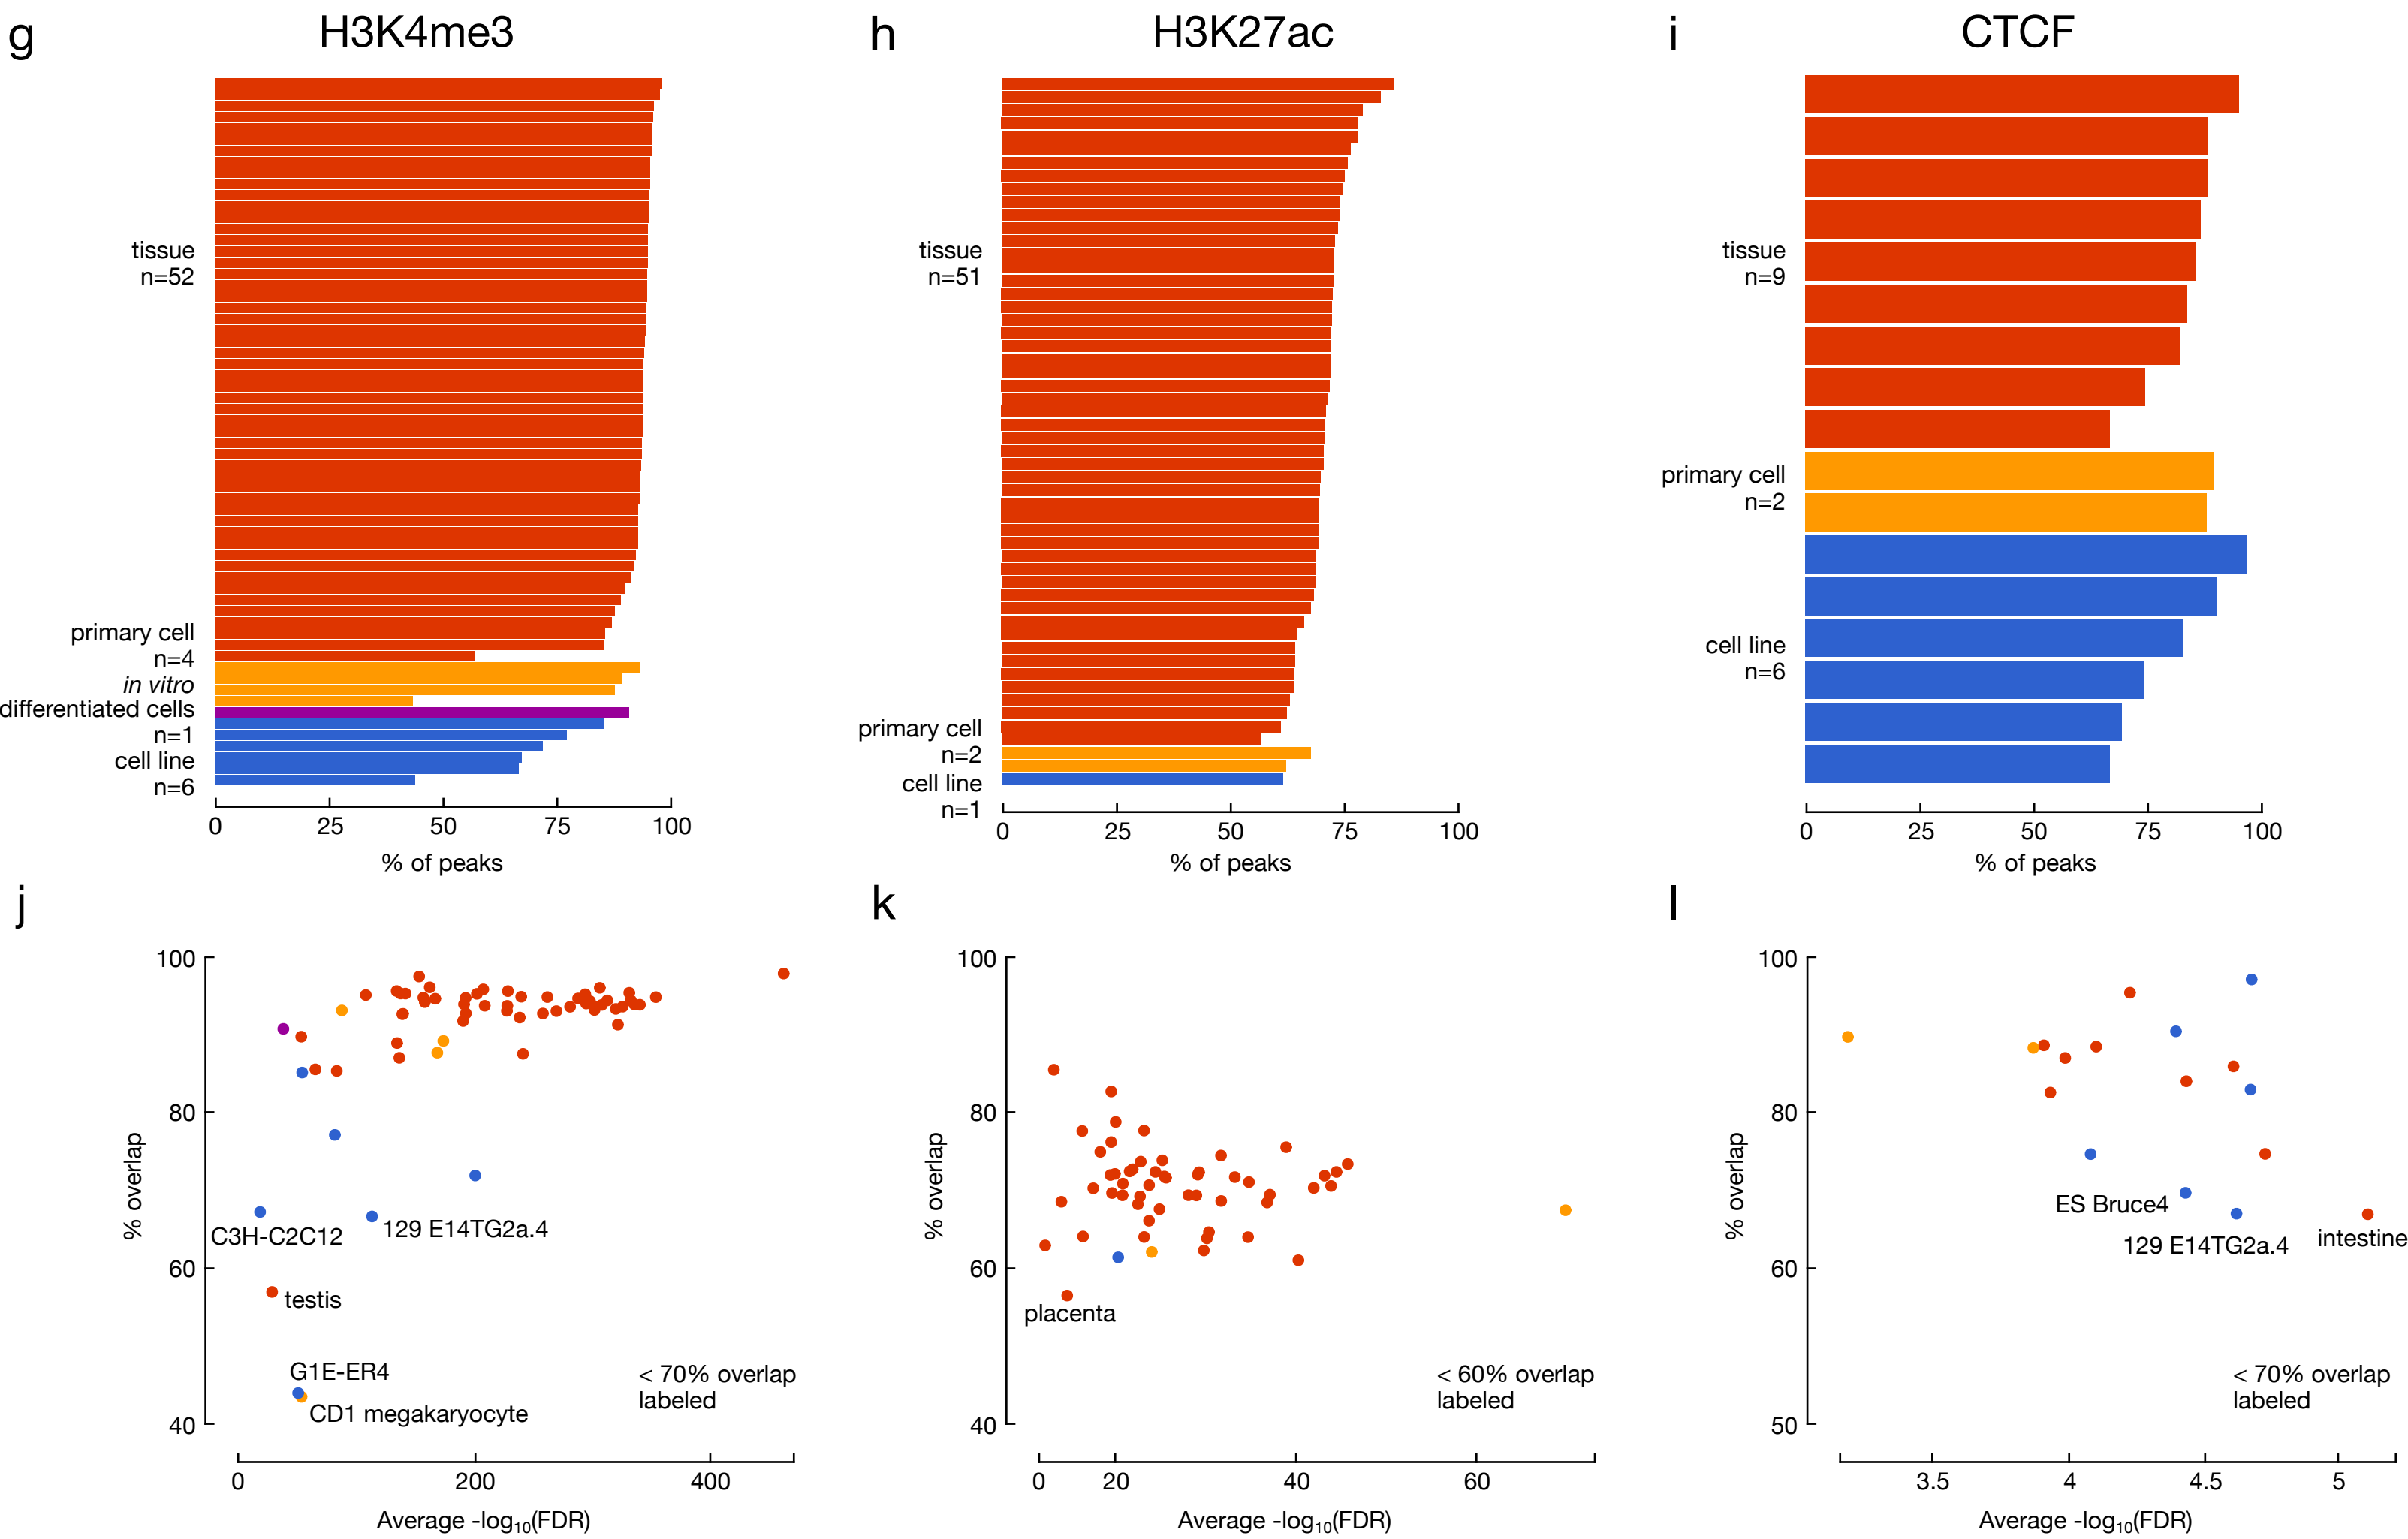 g
H3K4me3
tissue
n=52
primary cell
n=4
in vitro
differentiated cells
n=1
cell line
n=6
0 25 50 75 100
% of peaks
h
H3K27ac
tissue
n=51
primary cell
n=2
cell line
n=1
0 25 50 75 100
% of peaks
i
CTCF
tissue
n=9
primary cell
n=2
cell line
n=6
0 25 50 75 100
% of peaks
j
% overlap
100
80
60
40
C3H-C2C12
129 E14TG2a.4
testis
G1E-ER4
CD1 megakaryocyte
< 70% overlap
labeled
0 200 400
Average -log₁₀(FDR)
k
% overlap
100
80
60
40
placenta
< 60% overlap
labeled
0 20 40 60
Average -log₁₀(FDR)
l
% overlap
100
80
60
50
ES Bruce4
129 E14TG2a.4
intestine
< 70% overlap
labeled
3.5 4 4.5 5
Average -log₁₀(FDR)